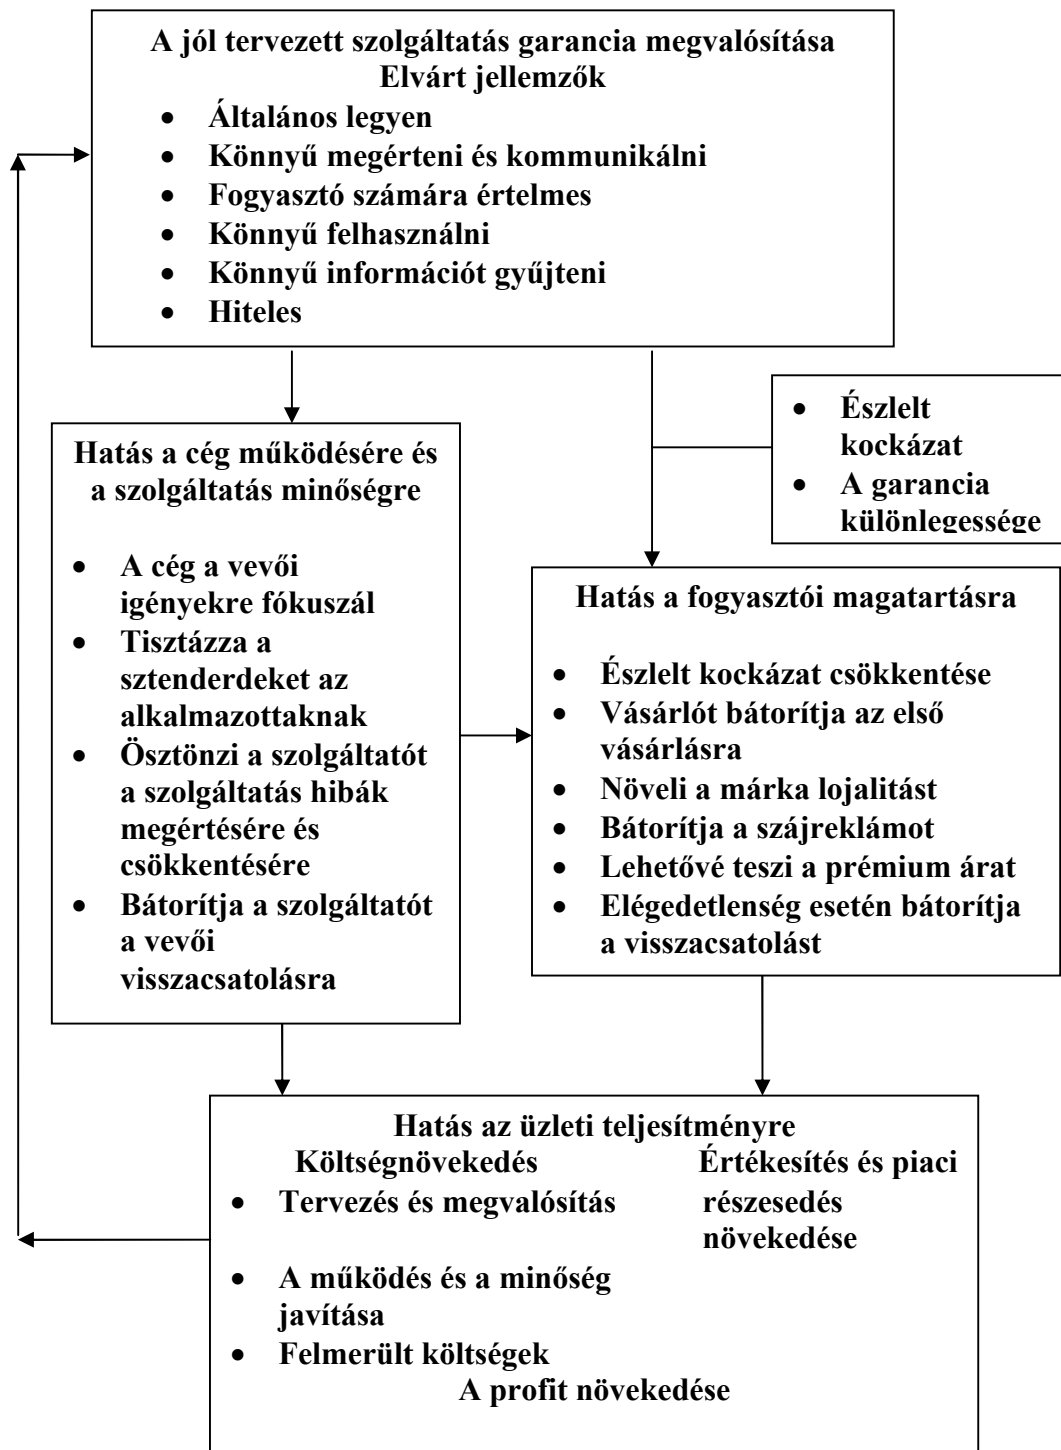 A jól tervezett szolgáltatás garancia megvalósítása
Elvárt jellemzők
• Általános legyen
• Könnyű megérteni és kommunikálni
• Fogyasztó számára értelmes
• Könnyű felhasználni
• Könnyű információt gyűjteni
• Hiteles
• Észlelt
kockázat
• A garancia
különlegessége
Hatás a cég működésére és
a szolgáltatás minőségre
• A cég a vevői
igényekre fókuszál
• Tisztázza a
sztenderdeket az
alkalmazottaknak
• Ösztönzi a szolgáltatót
a szolgáltatás hibák
megértésére és
csökkentésére
• Bátorítja a szolgáltatót
a vevői
visszacsatolásra
Hatás a fogyasztói magatartásra
• Észlelt kockázat csökkentése
• Vásárlót bátorítja az első
vásárlásra
• Növeli a márka lojalitást
• Bátorítja a szájreklámot
• Lehetővé teszi a prémium árat
• Elégedetlenség esetén bátorítja
a visszacsatolást
Hatás az üzleti teljesítményre
Költségnövekedés
• Tervezés és megvalósítás
• A működés és a minőség
javítása
• Felmerült költségek
Értékesítés és piaci
részesedés
növekedése
A profit növekedése